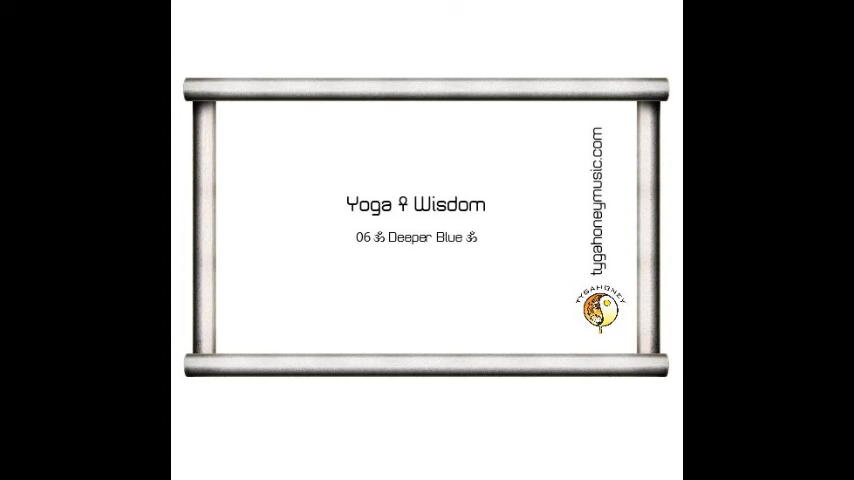 Yoga ♀ Wisdom
06 ॐ Deeper Blue ॐ
tygahoneymusic.com
TYGAHONEY